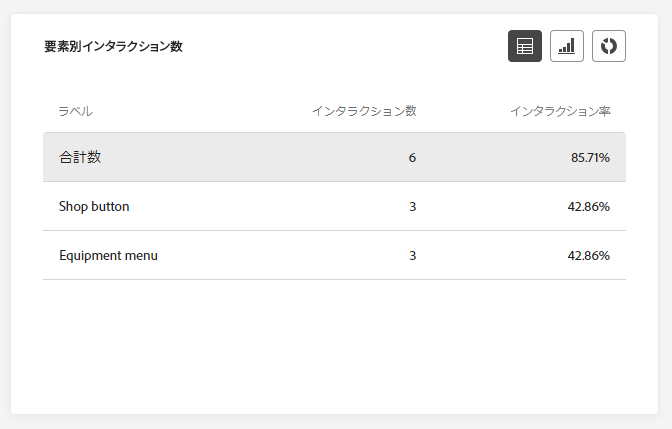 要素別インタラクション数
ラベル インタラクション数 インタラクション率
合計数 6 85.71%
Shop button 3 42.86%
Equipment menu 3 42.86%